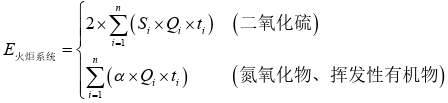 2×∑_{i=1}^{n}(S_i×Q_i×t_i) (二氧化硫)
E_{火炬系统}={
∑_{i=1}^{n}(α×Q_i×t_i) (氮氧化物、挥发性有机物)